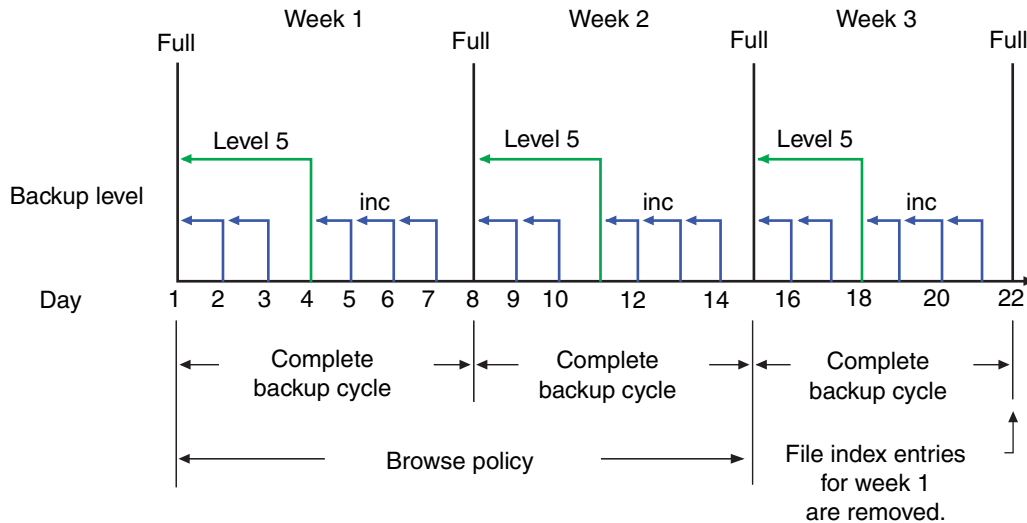 Week 1 Week 2 Week 3
Full Full Full Full
Level 5 Level 5 Level 5
Backup level inc inc inc
Day 1 2 3 4 5 6 7 8 9 10 12 14 16 18 20 22
Complete Complete Complete
backup cycle backup cycle backup cycle
Browse policy File index entries
for week 1
are removed.